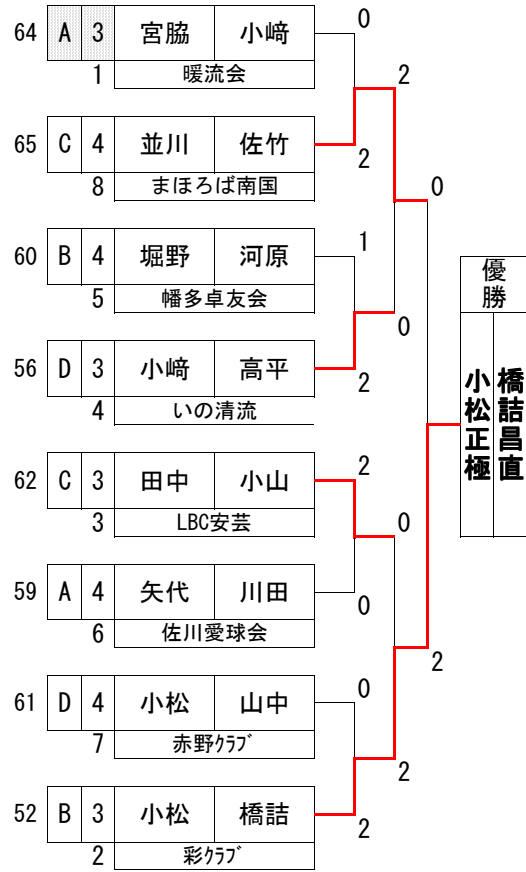 64 A 3 宮脇 小﨑 0
1 暖流会 2
65 C 4 並川 佐竹 2
8 まほろば南国 0
60 B 4 堀野 河原 1
5 幡多卓友会 0
56 D 3 小﨑 高平 2
4 いの清流
62 C 3 田中 小山 2
3 LBC安芸 0
59 A 4 矢代 川田 0
6 佐川愛球会 2
61 D 4 小松 山中 0
7 赤野ｸﾗﾌﾞ 2
52 B 3 小松 橋詰 2
2 彩ｸﾗﾌﾞ
優勝
橋詰昌直
小松正極